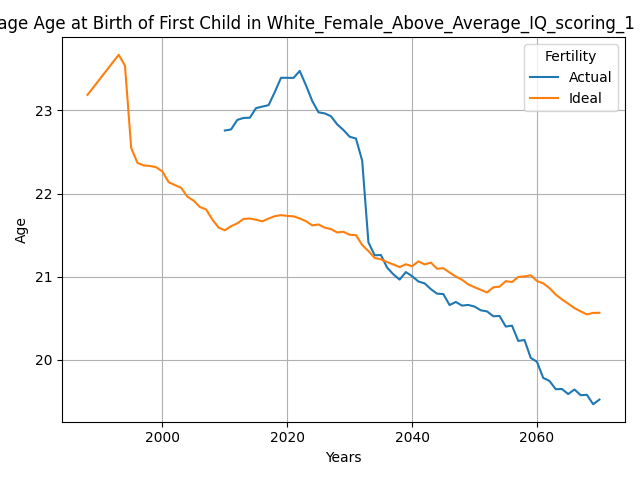 age Age at Birth of First Child in White_Female_Above_Average_IQ_scoring_1
Fertility
Actual
Ideal
Age
23
22
21
20
2000
2020
2040
2060
Years